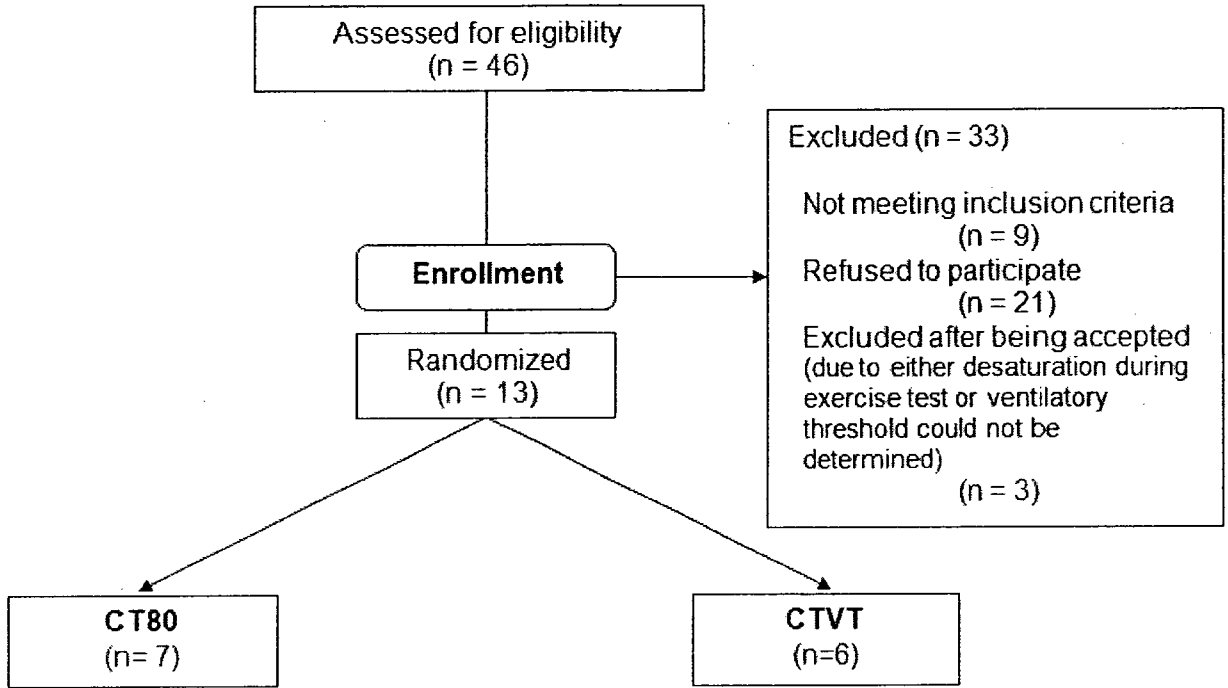 Assessed for eligibility
(n = 46)
Excluded (n = 33)
Not meeting inclusion criteria
(n = 9)
Refused to participate
(n = 21)
Excluded after being accepted
(due to either desaturation during
exercise test or ventilatory
threshold could not be
determined)
(n = 3)
Enrollment
Randomized
(n = 13)
CT80
(n= 7)
CTVT
(n=6)